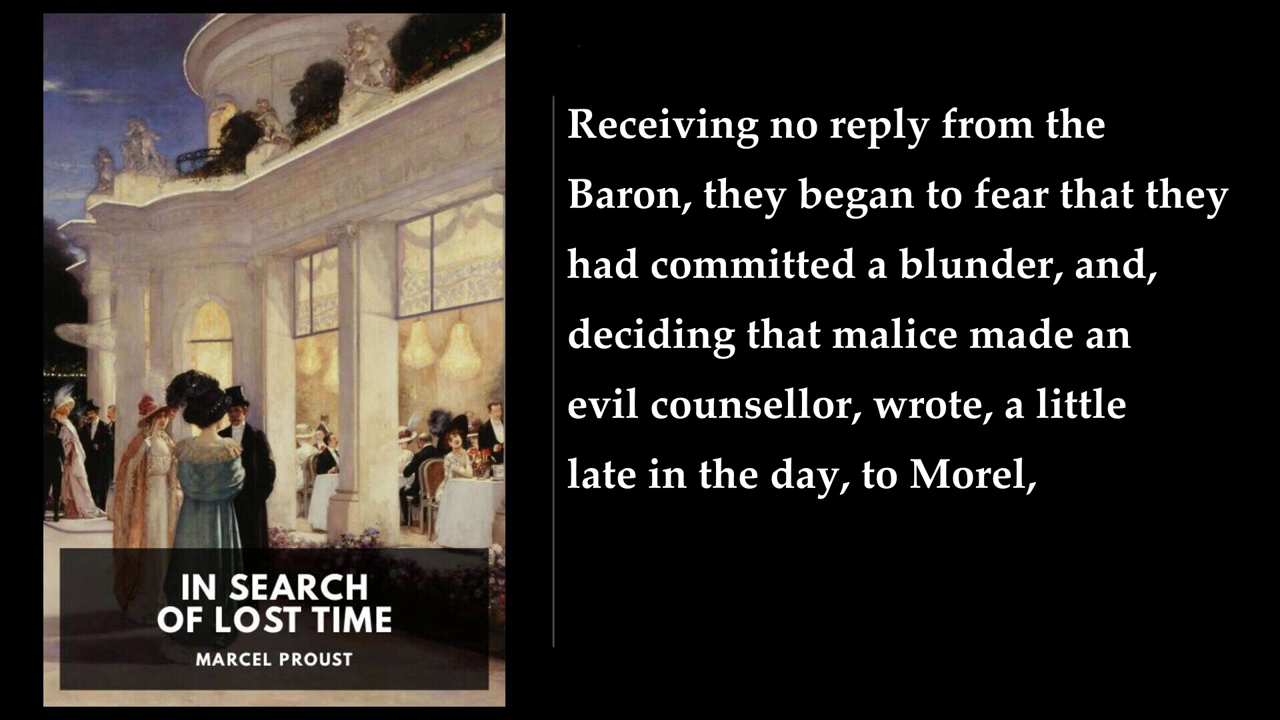 Receiving no reply from the
Baron, they began to fear that they
had committed a blunder, and,
deciding that malice made an
evil counsellor, wrote, a little
late in the day, to Morel,
IN SEARCH
OF LOST TIME
MARCEL PROUST